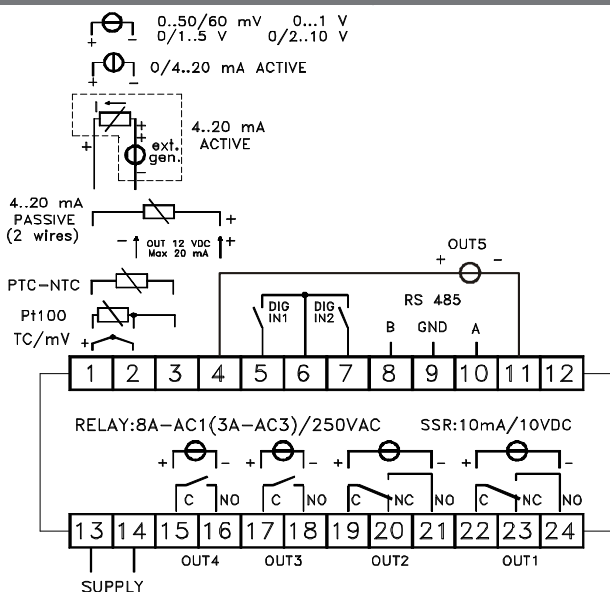 0..50/60 mV 0...1 V
0/1..5 V 0/2..10 V
+ -
0/4..20 mA ACTIVE
+ -
I
+
+
+
ext.
gen.
-
4..20 mA
ACTIVE
4..20 mA
PASSIVE
(2 wires)
+
- OUT 12 VDC +
Max 20 mA
PTC-NTC
Pt100
TC/mV +
OUT5
+ -
DIG
IN1
DIG
IN2
RS 485
B GND A
1 2 3 4 5 6 7 8 9 10 11 12
RELAY:8A-AC1(3A-AC3)/250VAC SSR:10mA/10VDC
+ - + - + - + -
C NO C NO C NC NO C NC NO
13 14 15 16 17 18 19 20 21 22 23 24
OUT4 OUT3 OUT2 OUT1
SUPPLY